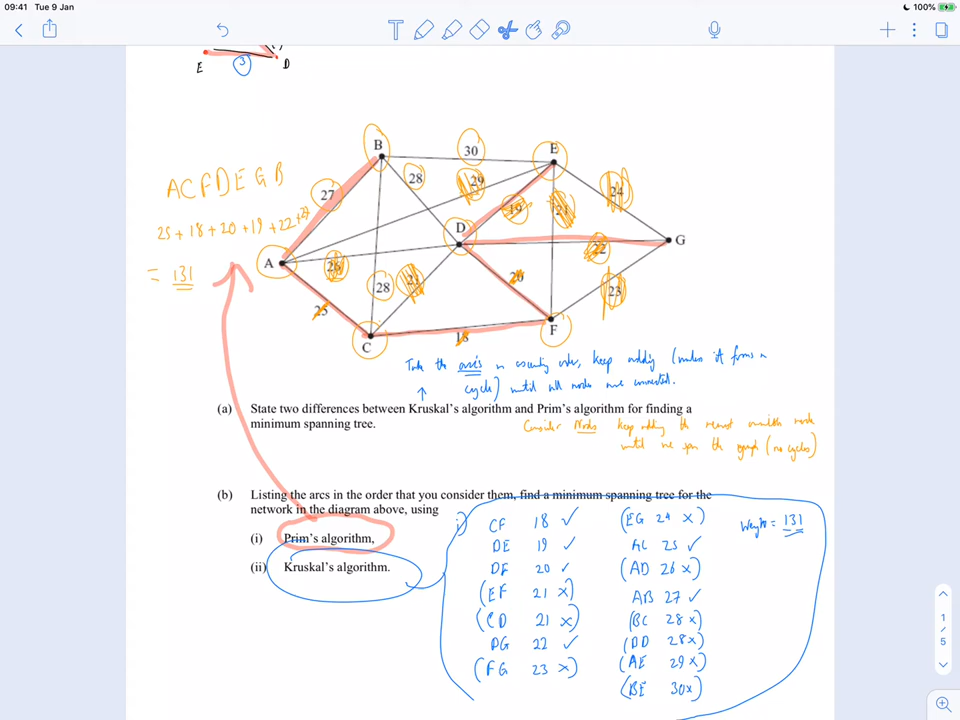 09:41 Tue 9 Jan
100%
E
3
D
B
E
30
28
29
24
ACFDEGB
27
19
21
25 + 18 + 20 + 19 + 22 + 27
D
G
22
A
= 131
26
28
21
20
23
25
C
18
F
Take the arcs in ascending order, keep adding (unless it forms a
cycle) until all nodes are connected.
(a) State two differences between Kruskal's algorithm and Prim's algorithm for finding a
minimum spanning tree.
Consider Nodes keep adding the nearest node
until we span the graph (no cycles)
(b) Listing the arcs in the order that you consider them, find a minimum spanning tree for the
network in the diagram above, using
(i) Prim's algorithm,
(ii) Kruskal's algorithm.
i)
CF 18 ✓
DE 19 ✓
DF 20 ✓
(EF 21 x)
(CD 21 x)
DG 22 ✓
(FG 23 x)
(EG 24 x)
AC 25 ✓
(AD 26 x)
AB 27 ✓
(BC 28 x)
(BD 28 x)
(AE 29 x)
(BE 30 x)
Weight = 131
1
/
5